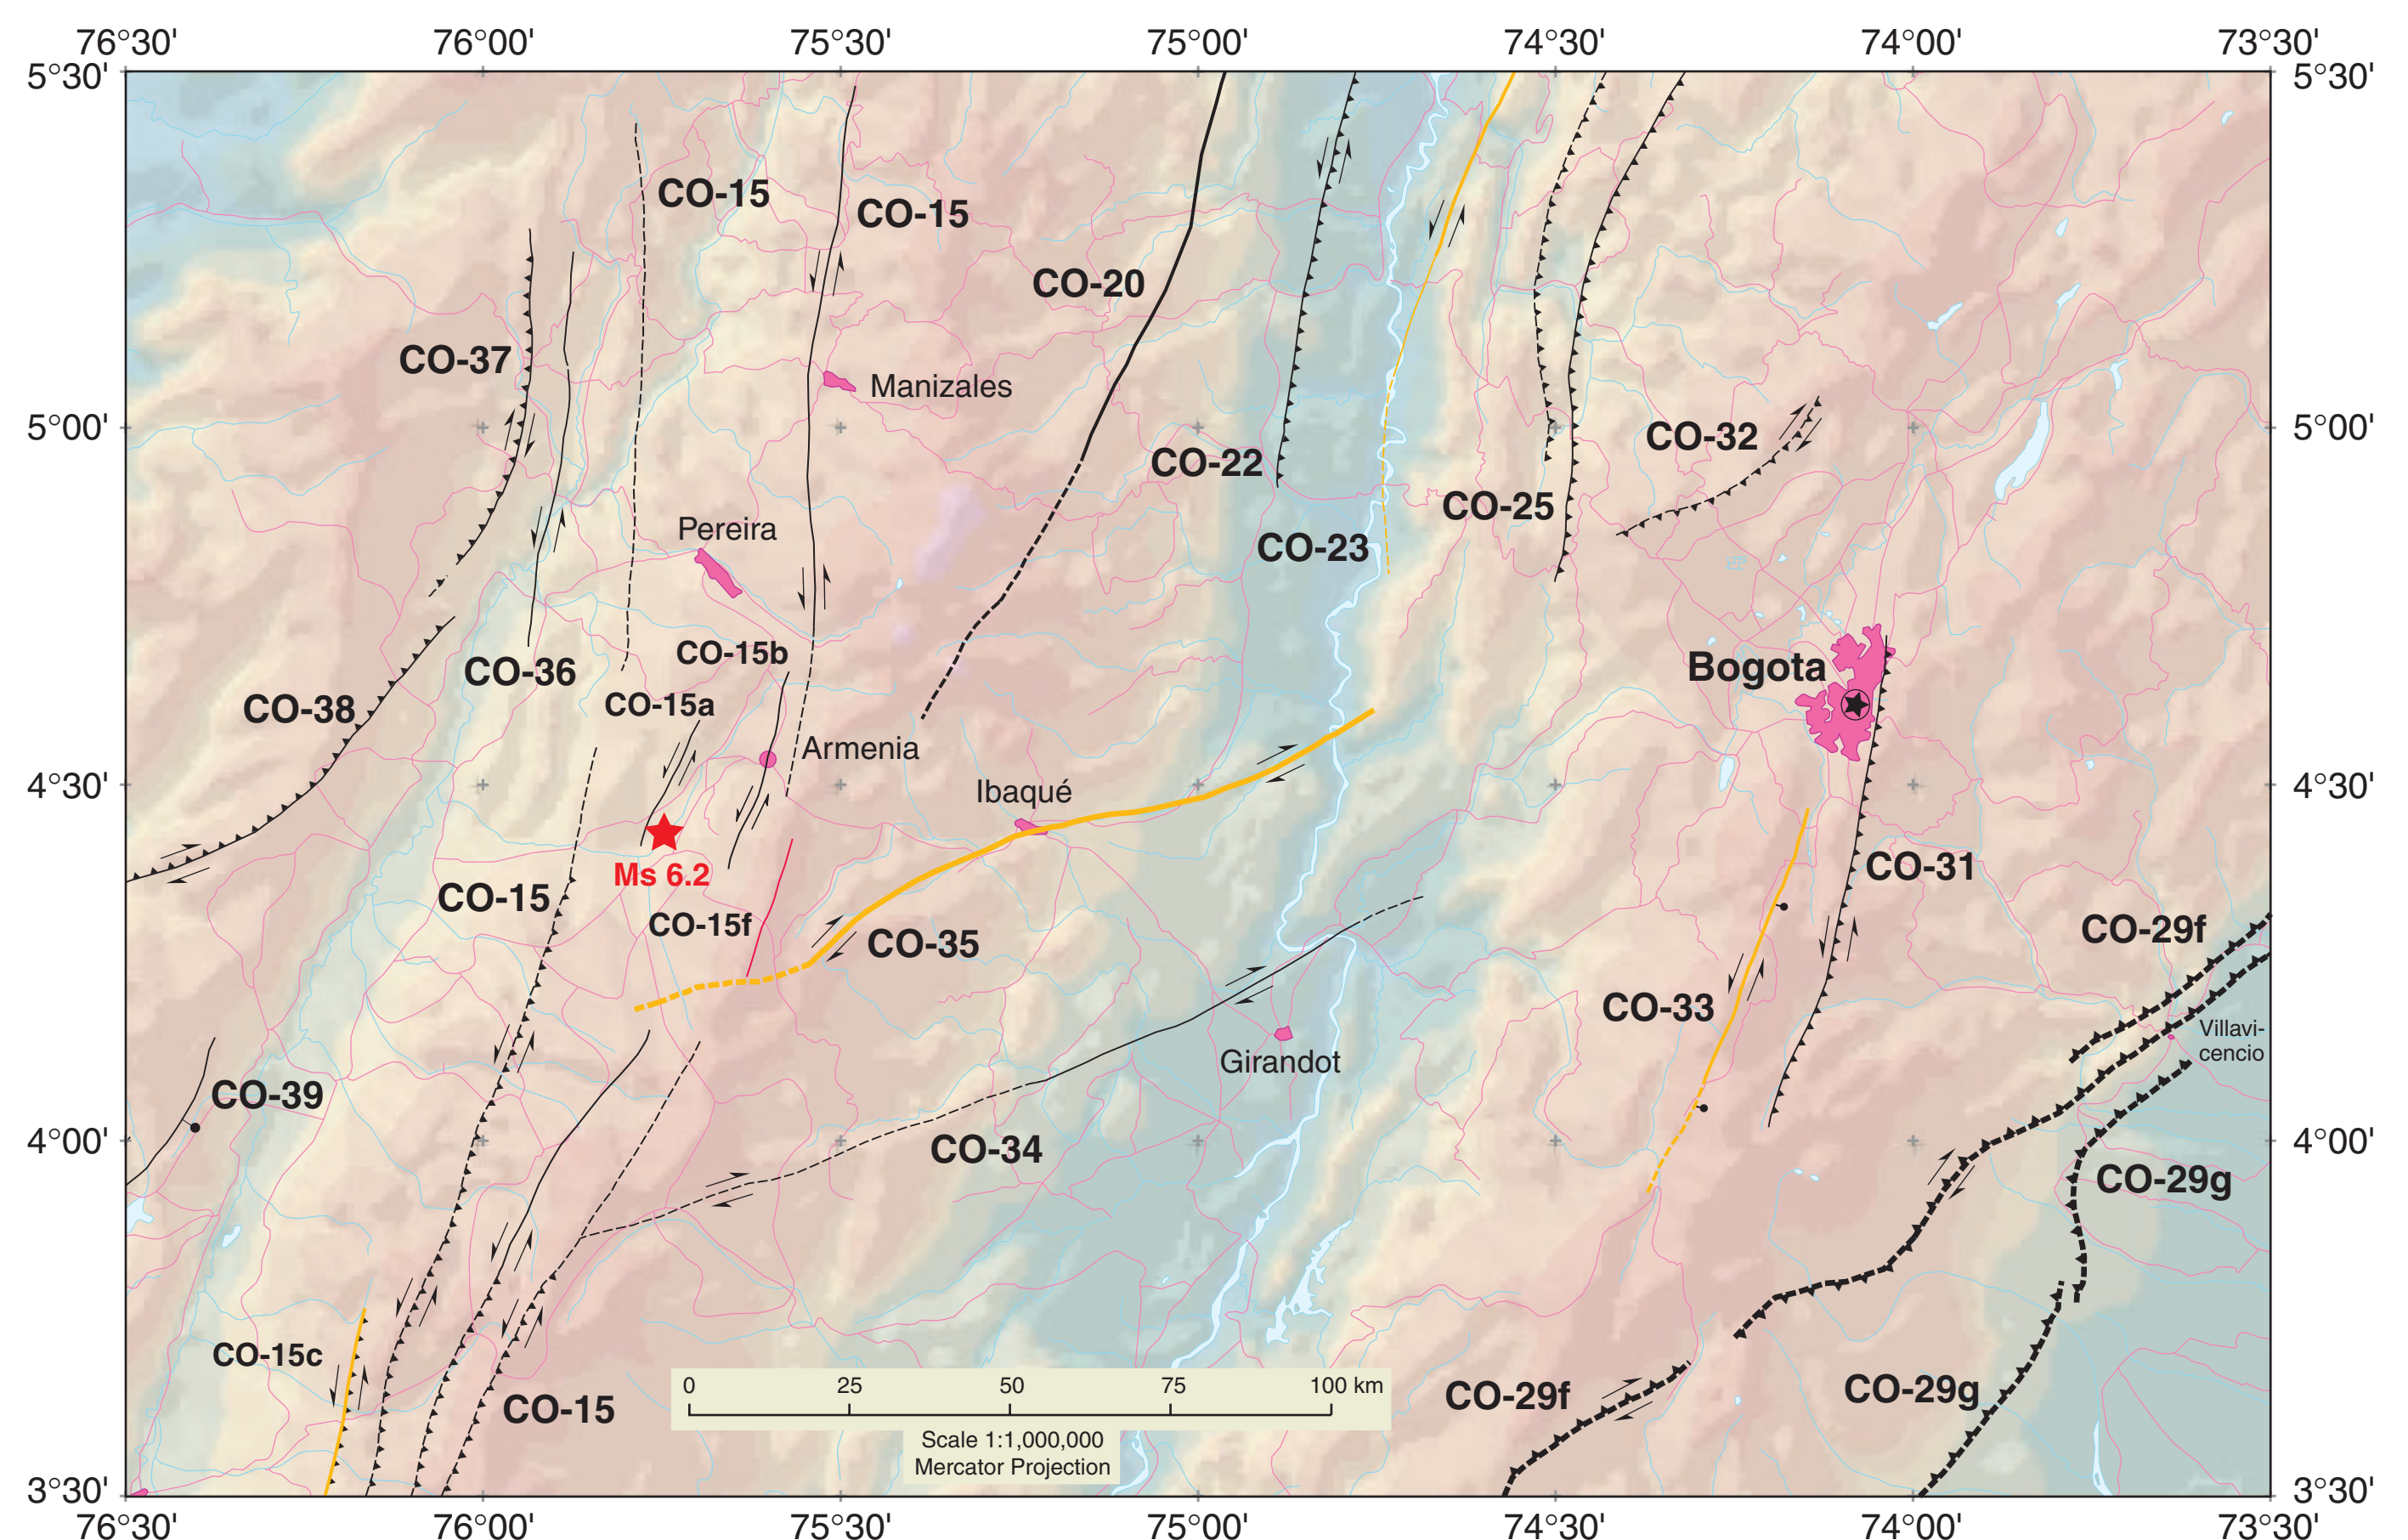 76°30' 76°00' 75°30' 75°00' 74°30' 74°00' 73°30'
5°30' 5°30'
CO-15
CO-15
CO-20
CO-37
Manizales
5°00' 5°00'
CO-32
CO-22
CO-25
Pereira
CO-23
CO-15b
CO-36
Bogota
CO-15a
CO-38
Armenia
4°30' 4°30'
Ibaqué
Ms 6.2
CO-31
CO-15
CO-15f
CO-29f
CO-35
CO-33
Villavi-
cencio
Girandot
CO-39
4°00' 4°00'
CO-34
CO-29g
CO-15c
0 25 50 75 100 km
CO-29g
CO-29f
CO-15
Scale 1:1,000,000
Mercator Projection
3°30' 3°30'
76°30' 76°00' 75°30' 75°00' 74°30' 74°00' 73°30'